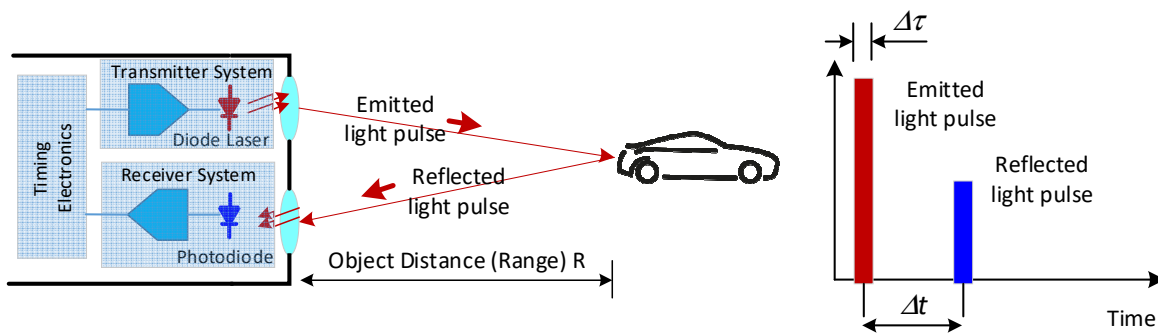 Timing
Electronics
Transmitter System
Diode Laser
Receiver System
Photodiode
Emitted
light pulse
Reflected
light pulse
Object Distance (Range) R
Δτ
Emitted
light pulse
Reflected
light pulse
Δt
Time